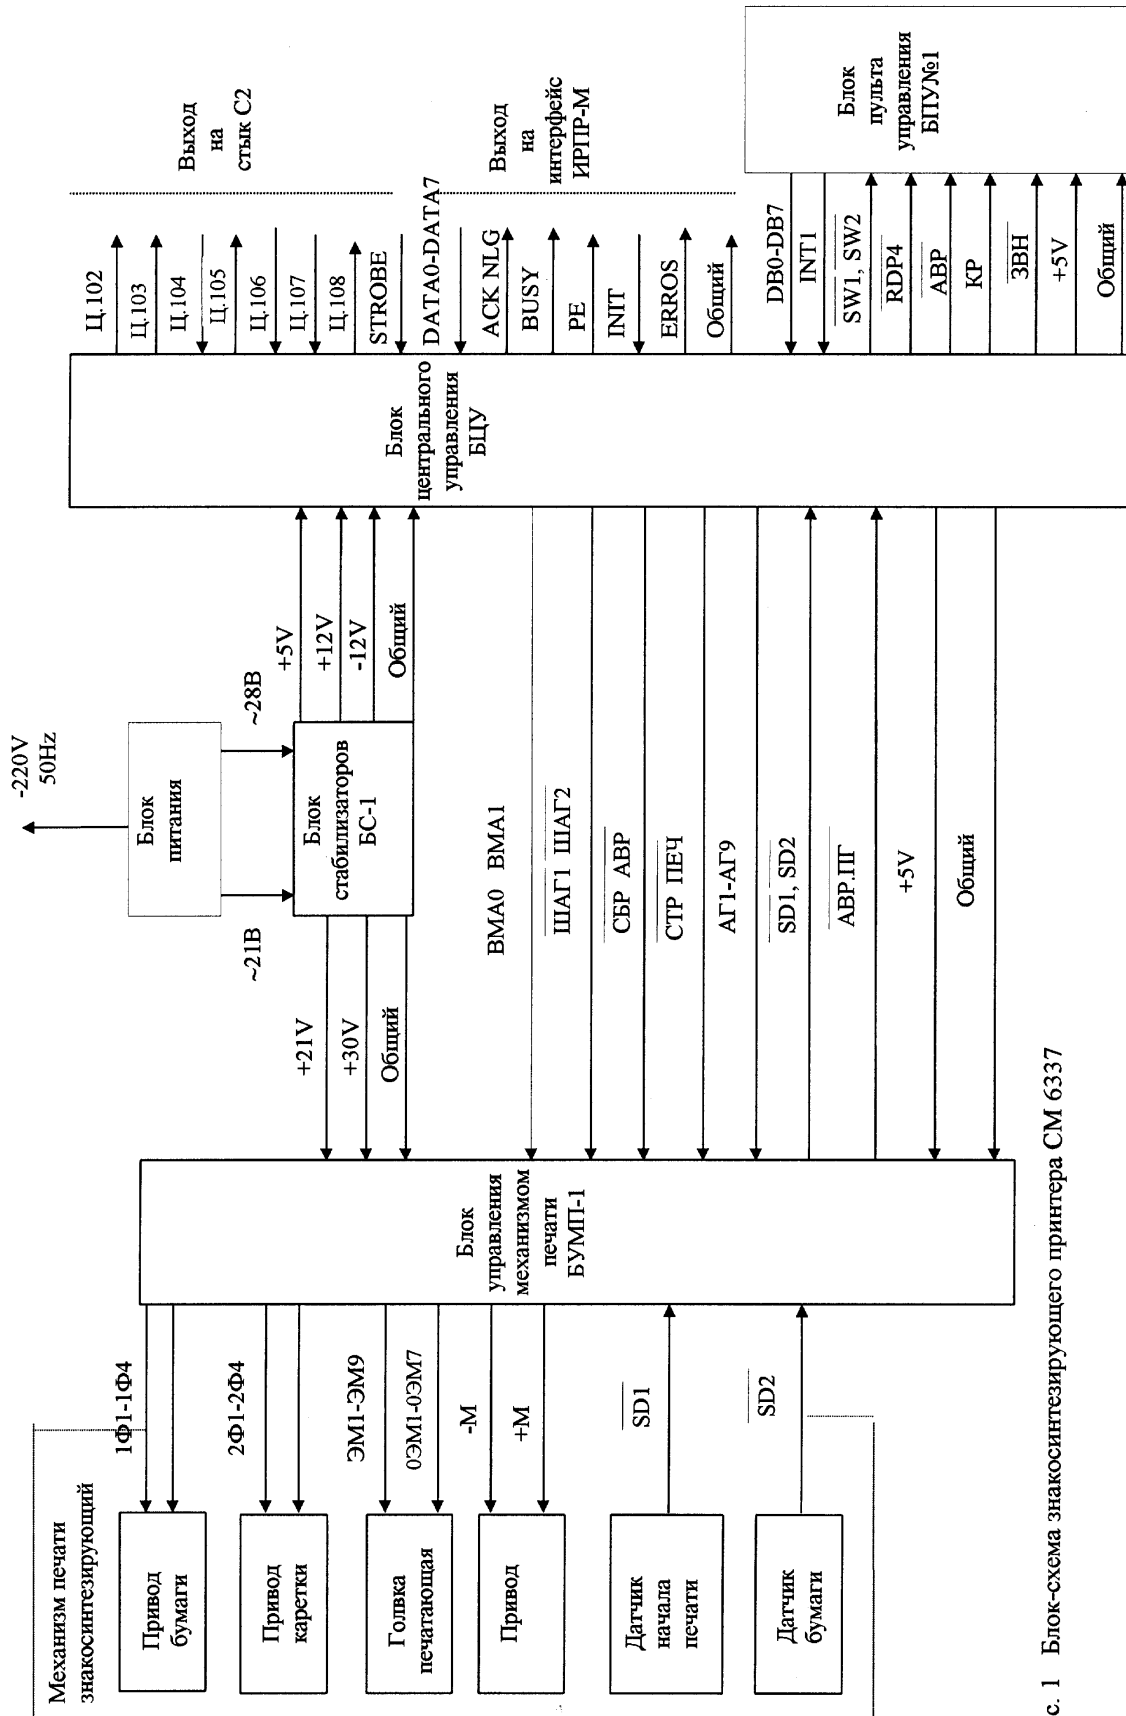 Механизм печати
знакосинтезирующий
Привод
бумаги
Привод
каретки
Голвка
печатающая
Привод
Датчик
начала
печати
Датчик
бумаги
1Ф1-1Ф4
2Ф1-2Ф4
ЭМ1-ЭМ9
0ЭМ1-0ЭМ7
-М
+М
SD1
SD2
Блок
управления
механизмом
печати
БУМП-1
+21V
+30V
Общий
-220V
50Hz
Блок
питания
~21В
~28В
Блок
стабилизаторов
БС-1
+5V
+12V
-12V
Общий
ВМА0 ВМА1
ШАГ1 ШАГ2
СБР АВР
СТР ПЕЧ
АГ1-АГ9
SD1, SD2
АВР.ПГ
+5V
Общий
Блок
центрального
управления
БЦУ
Ц.102
Ц.103
Ц.104
Ц.105
Ц.106
Ц.107
Ц.108
STROBE
DATA0-DATA7
ACK NLG
BUSY
PE
INIT
ERROS
Общий
Выход
на
стык С2
Выход
на
интерфейс
ИРПР-М
DB0-DB7
INT1
SW1, SW2
RDP4
АВР
КР
ЗВН
+5V
Общий
Блок
пульта
управления
БПУ№1
с. 1 Блок-схема знакосинтезирующего принтера СМ 6337